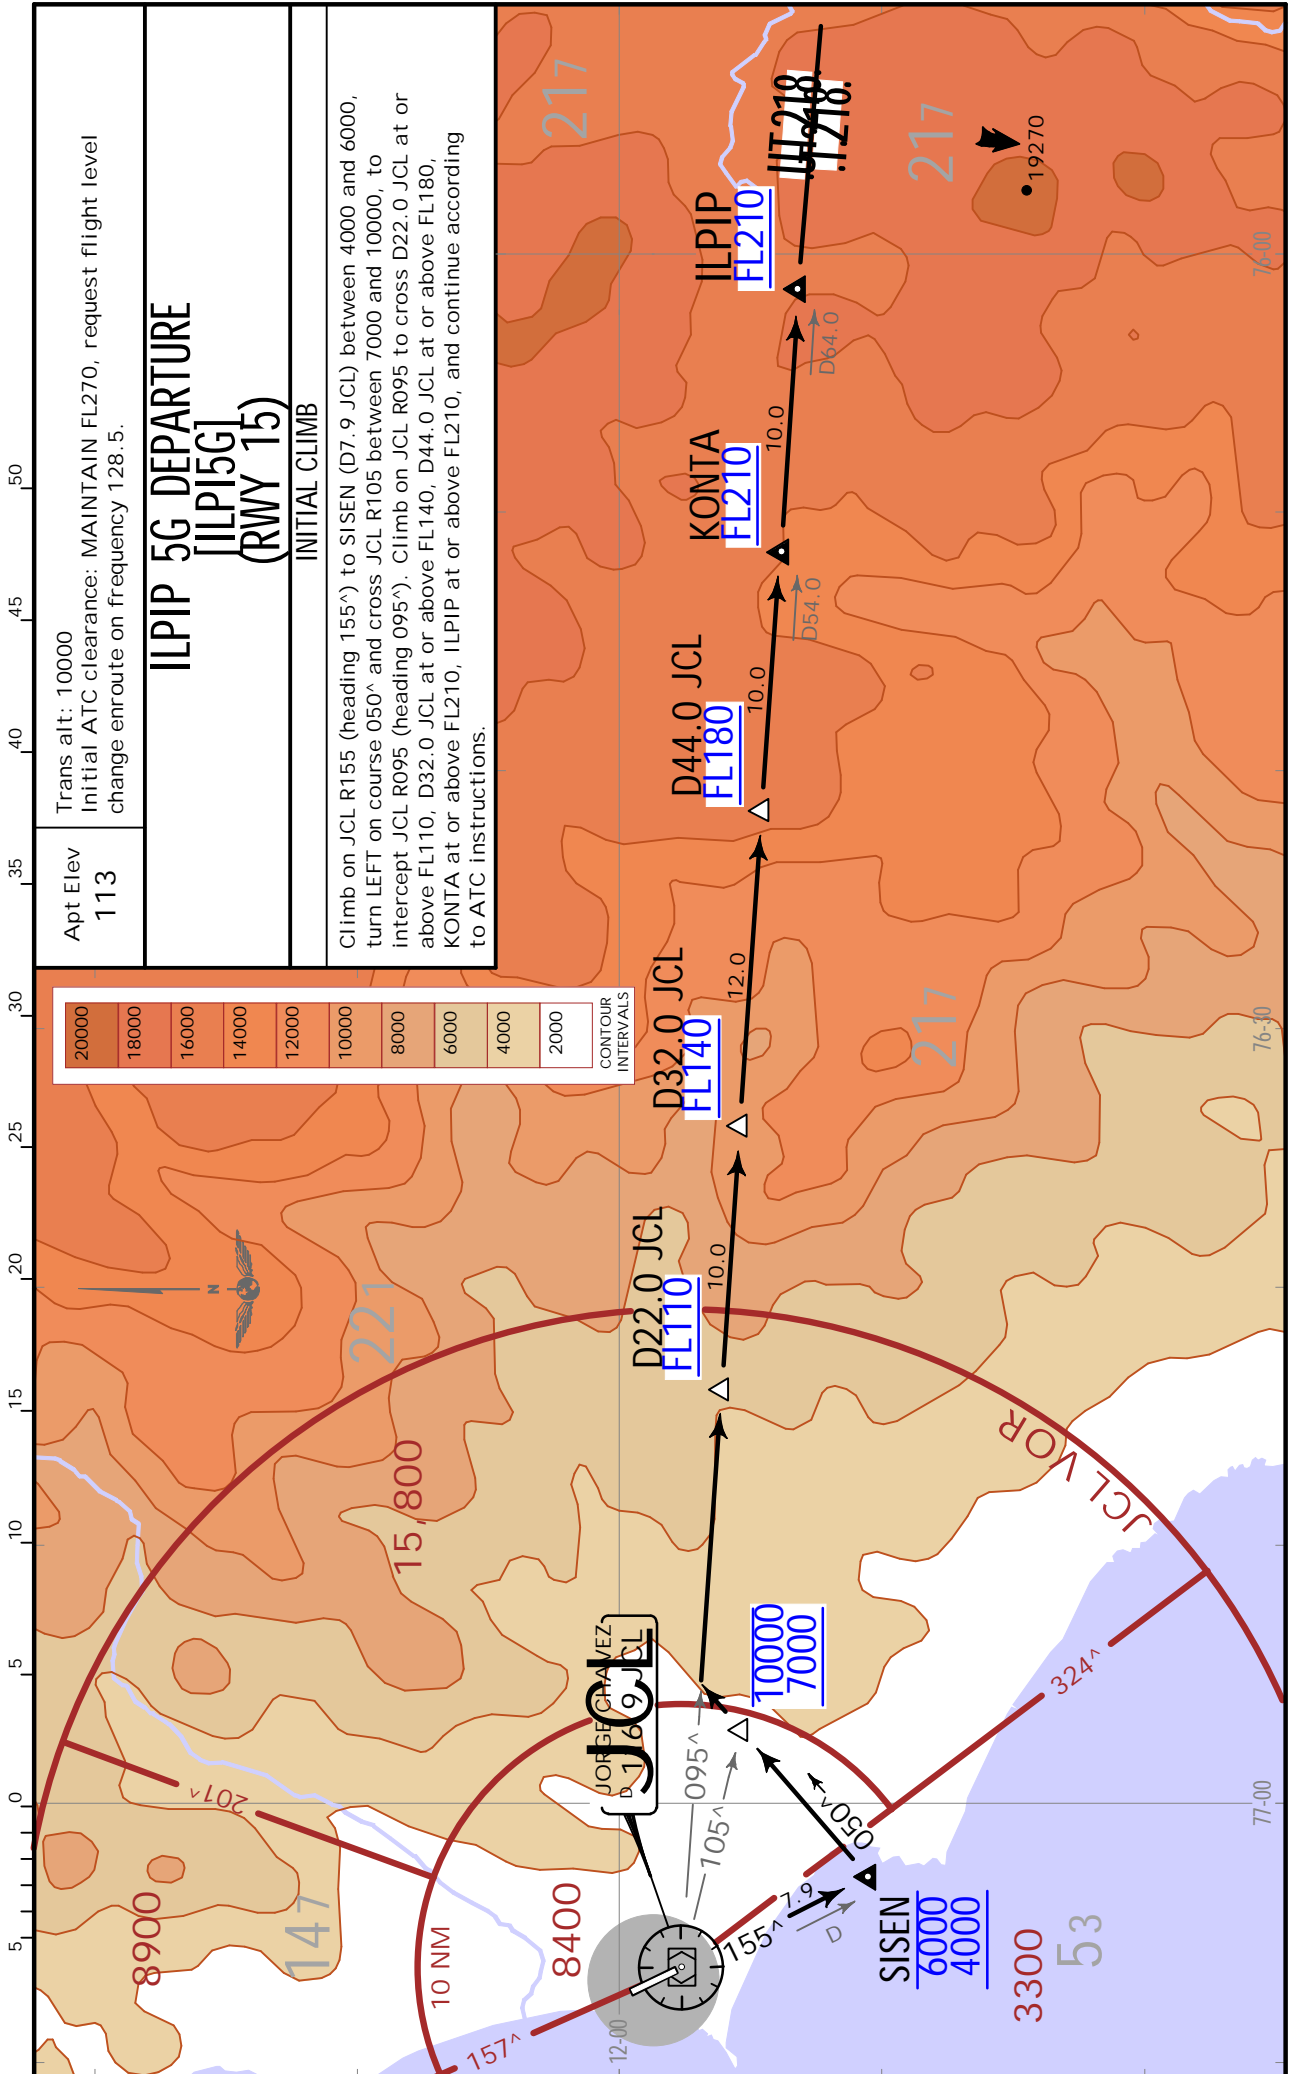 Apt Elev
113
Trans alt: 10000
Initial ATC clearance: MAINTAIN FL270, request flight level
change enroute on frequency 128.5.
ILPIP 5G DEPARTURE
[ILPI5G]
(RWY 15)
INITIAL CLIMB
Climb on JCL R155 (heading 155^) to SISEN (D7.9 JCL) between 4000 and 6000,
turn LEFT on course 050^ and cross JCL R105 between 7000 and 10000, to
intercept JCL R095 (heading 095^). Climb on JCL R095 to cross D22.0 JCL at or
above FL110, D32.0 JCL at or above FL140, D44.0 JCL at or above FL180,
KONTA at or above FL210, ILPIP at or above FL210, and continue according
to ATC instructions.
5
0
5
10
15
20
25
30
35
40
45
50
20000
18000
16000
14000
12000
10000
8000
6000
4000
2000
CONTOUR
INTERVALS
N
8900
147
201^
15,800
221
217
217
217
19270
10 NM
8400
157^
12-00
JORGE CHAVEZ
D 116.9 JCL
JCL
095^
105^
155^
7.9
D
050^
SISEN
6000
4000
3300
53
10000
7000
324^
JCL VOR
D22.0 JCL
FL110
10.0
D32.0 JCL
FL140
12.0
D44.0 JCL
FL180
10.0
D54.0
KONTA
FL210
10.0
D64.0
ILPIP
FL210
UT218.
77-00
76-30
76-00